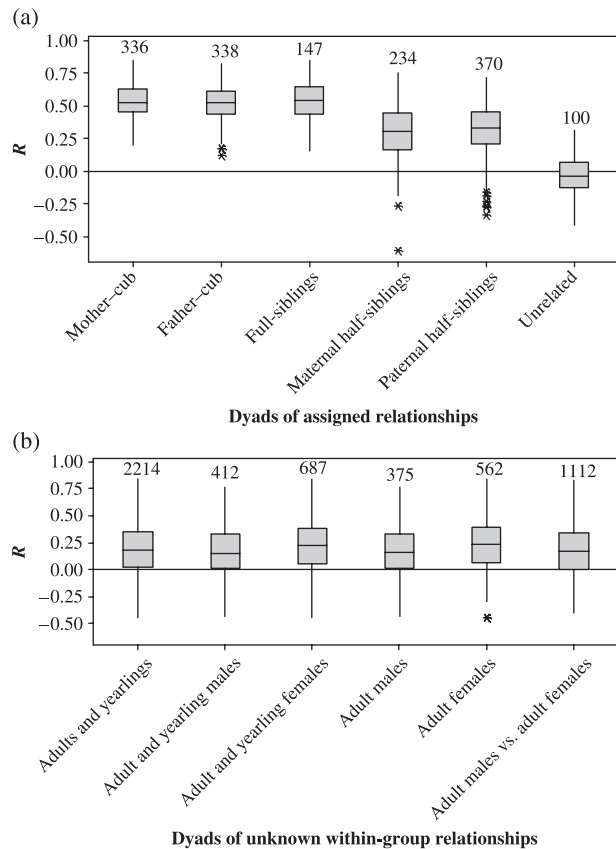 (a)
336 338 147 234 370 100
1.00
0.75
0.50
0.25
0.00
−0.25
−0.50
R
Mother–cub
Father–cub
Full-siblings
Maternal half-siblings
Paternal half-siblings
Unrelated
Dyads of assigned relationships
(b)
2214 412 687 375 562 1112
1.00
0.75
0.50
0.25
0.00
−0.25
−0.50
R
Adults and yearlings
Adult and yearling males
Adult and yearling females
Adult males
Adult females
Adult males vs. adult females
Dyads of unknown within-group relationships